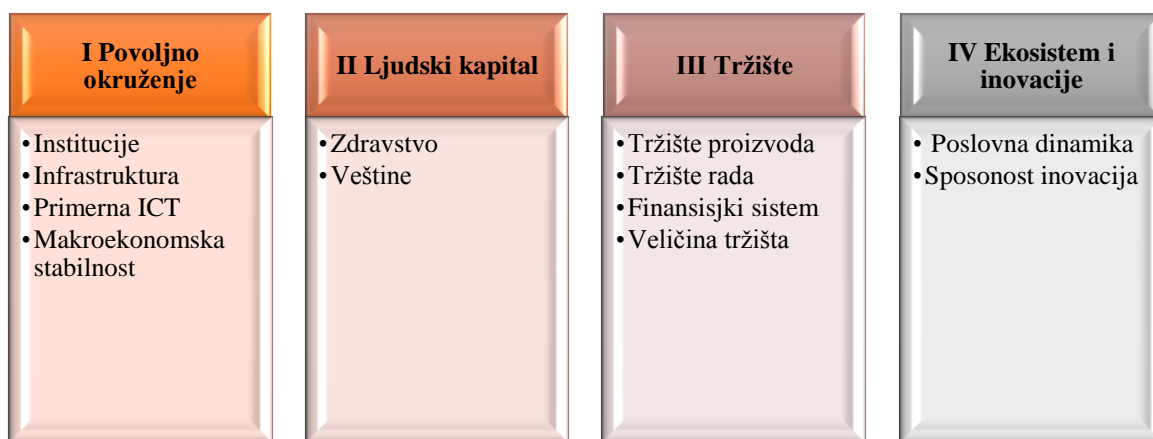 I Povoljno
okruženje
• Institucije
• Infrastruktura
• Primerna ICT
• Makroekonomska
stabilnost
II Ljudski kapital
• Zdravstvo
• Veštine
III Tržište
• Tržište proizvoda
• Tržište rada
• Finansisjki sistem
• Veličina tržišta
IV Ekosistem i
inovacije
• Poslovna dinamika
• Sposonost inovacija